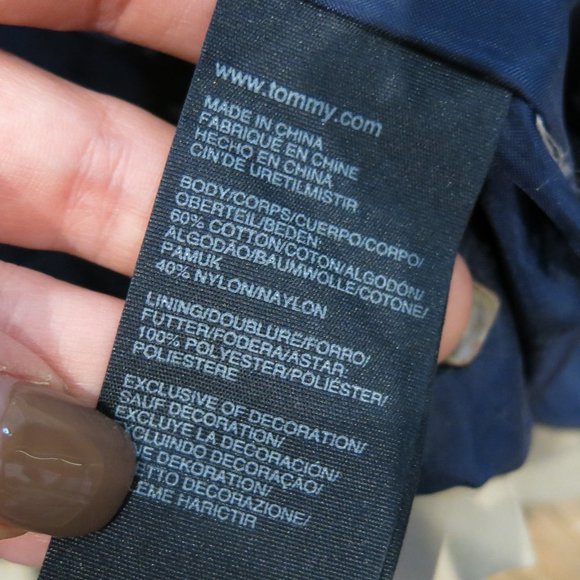 www.tommy.com
MADE IN CHINA
FABRIQUE EN CHINE
HECHO EN CHINA
CIN'DE URETILMISTIR
BODY/CORPS/CUERPO/CORPO/
OBERTEIL/BEDEN:
60% COTTON/COTON/ALGODON/
ALGODÃO/BAUMWOLLE/COTONE/
PAMUK
40% NYLON/NAYLON
LINING/DOUBLURE/FORRO/
FUTTER/FODERA/ASTAR:
100% POLYESTER/POLIÉSTER/
POLIESTERE
EXCLUSIVE OF DECORATION/
SAUF DECORATION/
EXCLUYE LA DECORACIÓN/
DECORAÇÃO/
DEKORATION/
DECORAZIONE/
HARICTIR